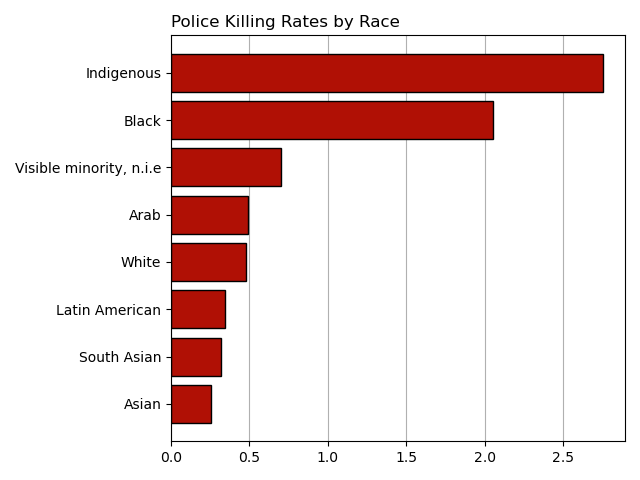 Police Killing Rates by Race
Indigenous
Black
Visible minority, n.i.e
Arab
White
Latin American
South Asian
Asian
0.0 0.5 1.0 1.5 2.0 2.5